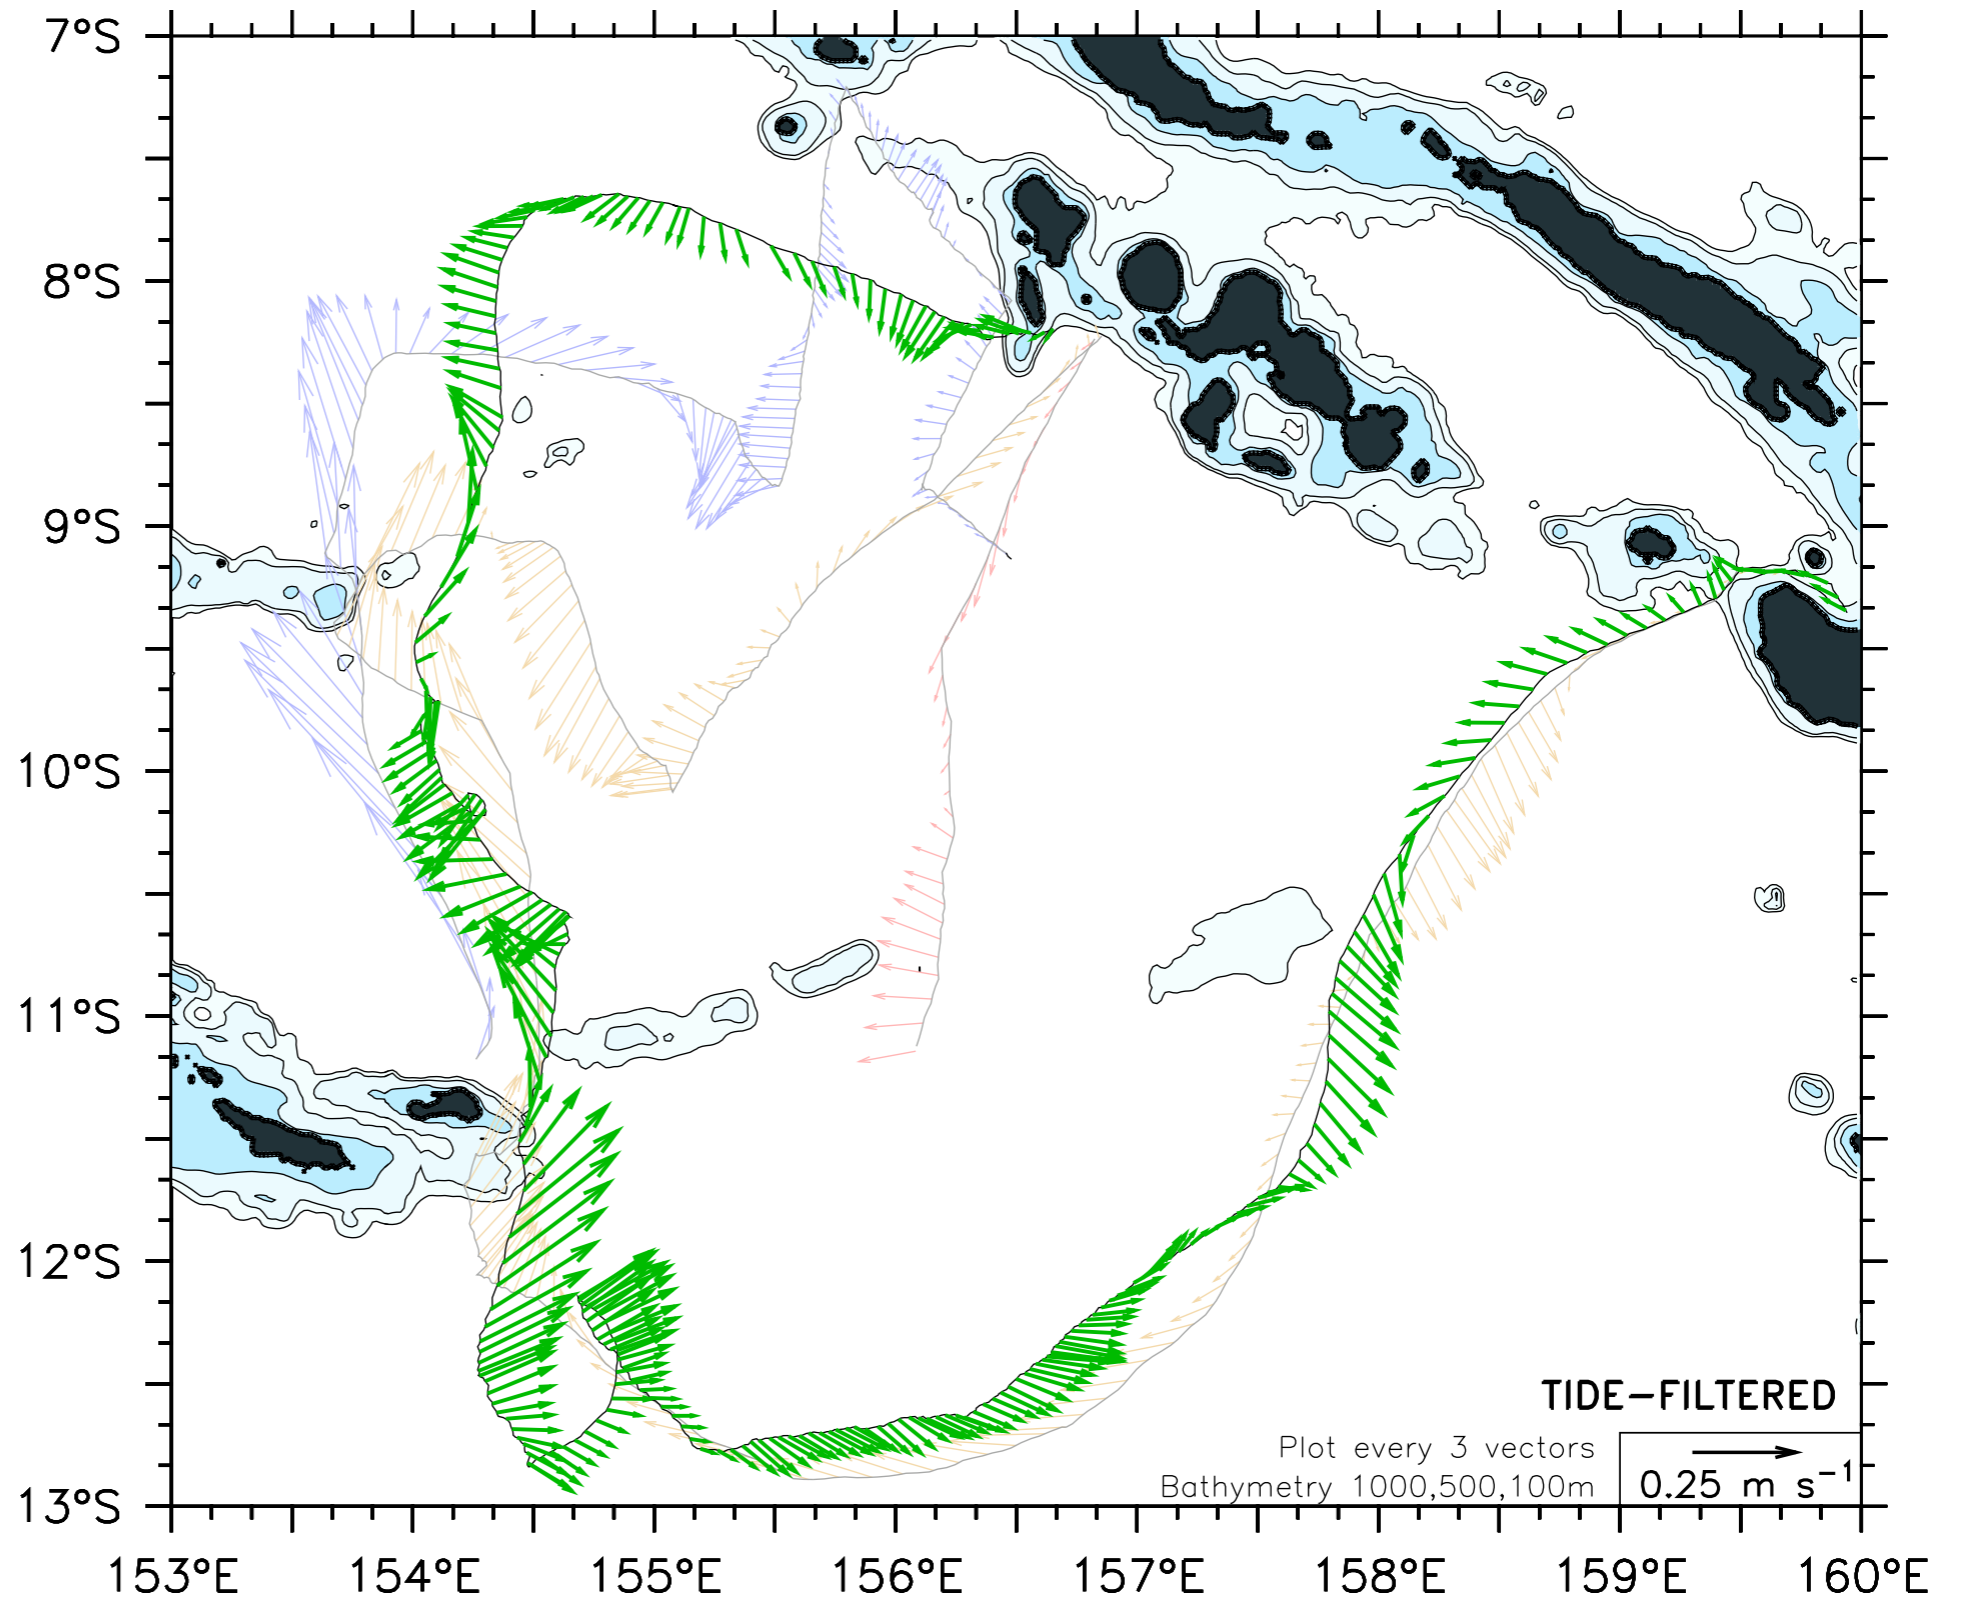 7°S
8°S
9°S
10°S
11°S
12°S
13°S
TIDE-FILTERED
Plot every 3 vectors
Bathymetry 1000,500,100m
0.25 m s⁻¹
153°E 154°E 155°E 156°E 157°E 158°E 159°E 160°E